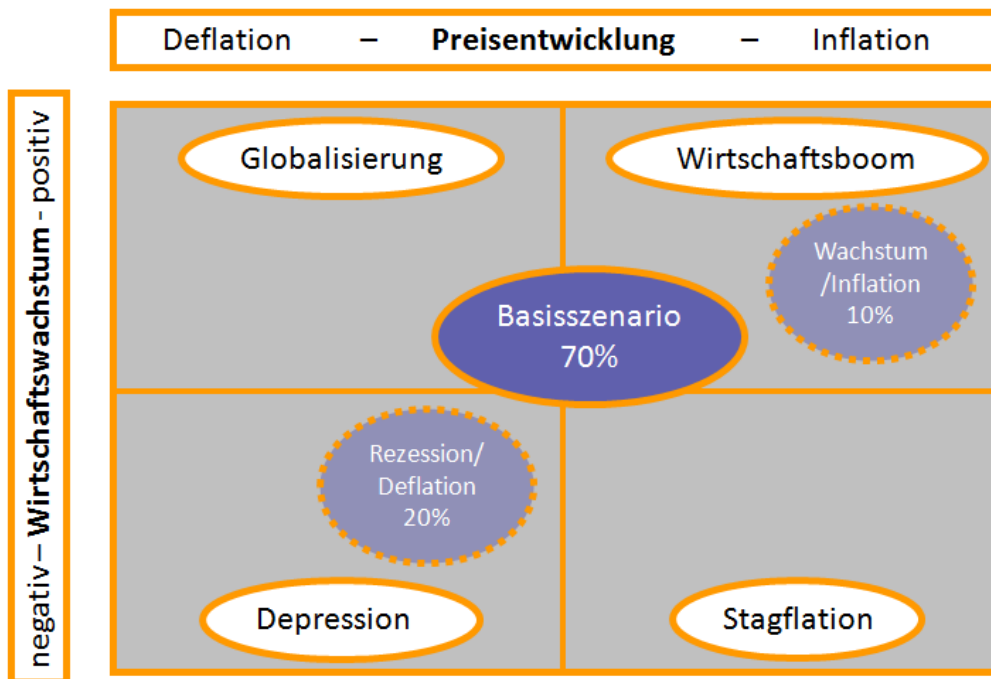 Deflation – Preisentwicklung – Inflation
negativ – Wirtschaftswachstum - positiv
Globalisierung
Wirtschaftsboom
Wachstum
/Inflation
10%
Basisszenario
70%
Rezession/
Deflation
20%
Depression
Stagflation